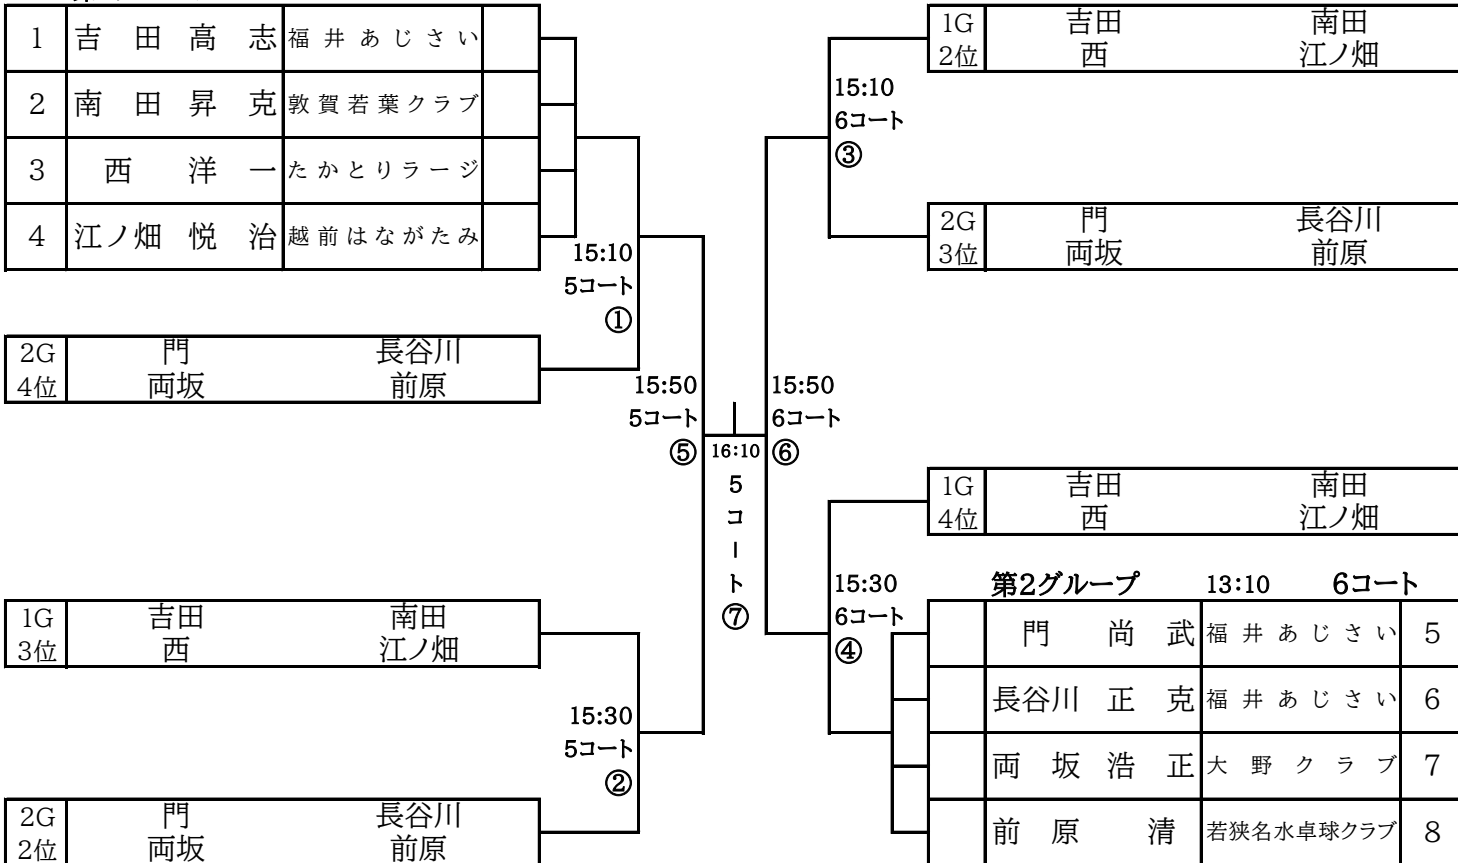 1 吉田高志 福井あじさい
2 南田昇克 敦賀若葉クラブ
3 西洋一 たかとりラージ
4 江ノ畑悦治 越前はながたみ
15:10
5コート
①
2G 門 長谷川
4位 両坂 前原
1G 吉田 南田
3位 西 江ノ畑
15:30
5コート
②
2G 門 長谷川
2位 両坂 前原
15:50
5コート
⑤
16:10
5コート
⑦
15:50
6コート
⑥
1G 吉田 南田
2位 西 江ノ畑
15:10
6コート
③
2G 門 長谷川
3位 両坂 前原
1G 吉田 南田
4位 西 江ノ畑
15:30
6コート
④
第2グループ 13:10 6コート
門尚武 福井あじさい 5
長谷川正克 福井あじさい 6
両坂浩正 大野クラブ 7
前原清 若狭名水卓球クラブ 8